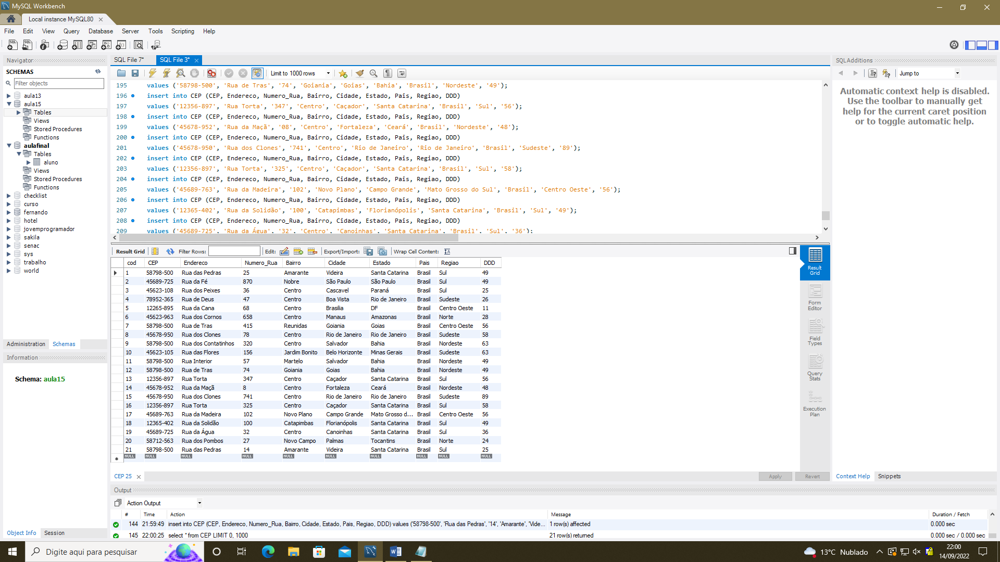 MySQL Workbench
Local instance MySQL80
File Edit View Query Database Server Tools Scripting Help
Navigator
SCHEMAS
Filter objects
aula13
aula15
Tables
Views
Stored Procedures
Functions
aulafinal
Tables
aluno
Views
Stored Procedures
Functions
checklist
curso
fernando
hotel
jovemprogramador
sakila
senac
sys
trabalho
world
Administration Schemas
Information
Schema: aula15
Object Info Session
SQL File 7* SQL File 3*
Limit to 1000 rows
195 values ('58798-500', 'Rua de Tras', '74', 'Goiania', 'Goias', 'Bahia', 'Brasil', 'Nordeste', '49');
196 insert into CEP (CEP, Endereco, Numero_Rua, Bairro, Cidade, Estado, Pais, Regiao, DDD)
197 values ('12356-897', 'Rua Torta', '347', 'Centro', 'Caçador', 'Santa Catarina', 'Brasil', 'Sul', '56');
198 insert into CEP (CEP, Endereco, Numero_Rua, Bairro, Cidade, Estado, Pais, Regiao, DDD)
199 values ('45678-952', 'Rua da Maçã', '08', 'Centro', 'Fortaleza', 'Ceará', 'Brasil', 'Nordeste', '48');
200 insert into CEP (CEP, Endereco, Numero_Rua, Bairro, Cidade, Estado, Pais, Regiao, DDD)
201 values ('45678-950', 'Rua dos Clones', '741', 'Centro', 'Rio de Janeiro', 'Rio de Janeiro', 'Brasil', 'Sudeste', '89');
202 insert into CEP (CEP, Endereco, Numero_Rua, Bairro, Cidade, Estado, Pais, Regiao, DDD)
203 values ('12356-897', 'Rua Torta', '325', 'Centro', 'Caçador', 'Santa Catarina', 'Brasil', 'Sul', '58');
204 insert into CEP (CEP, Endereco, Numero_Rua, Bairro, Cidade, Estado, Pais, Regiao, DDD)
205 values ('45689-763', 'Rua da Madeira', '102', 'Novo Plano', 'Campo Grande', 'Mato Grosso do Sul', 'Brasil', 'Centro Oeste', '56');
206 insert into CEP (CEP, Endereco, Numero_Rua, Bairro, Cidade, Estado, Pais, Regiao, DDD)
207 values ('12365-402', 'Rua da Solidão', '100', 'Catapimbas', 'Florianópolis', 'Santa Catarina', 'Brasil', 'Sul', '49');
208 insert into CEP (CEP, Endereco, Numero_Rua, Bairro, Cidade, Estado, Pais, Regiao, DDD)
209 values ('45689-725', 'Rua da Água', '32', 'Centro', 'Canoinhas', 'Santa Catarina', 'Brasil', 'Sul', '36');
Result Grid Filter Rows: Edit: Export/Import: Wrap Cell Content:
cod CEP Endereco Numero_Rua Bairro Cidade Estado Pais Regiao DDD
1 58798-500 Rua das Pedras 25 Amarante Videira Santa Catarina Brasil Sul 49
2 45689-725 Rua da Fé 870 Nobre São Paulo São Paulo Brasil Sul 49
3 45623-108 Rua dos Peixes 36 Centro Cascavel Paraná Brasil Sul 25
4 78952-365 Rua de Deus 47 Centro Boa Vista Rio de Janeiro Brasil Sudeste 26
5 12265-895 Rua da Cana 68 Centro Brasília DF Brasil Centro Oeste 11
6 45623-963 Rua dos Cornos 658 Centro Manaus Amazonas Brasil Norte 28
7 58798-500 Rua de Tras 415 Reunidas Goiania Goias Brasil Centro Oeste 56
8 45678-950 Rua dos Clones 78 Centro Rio de Janeiro Rio de Janeiro Brasil Sudeste 58
9 58798-500 Rua dos Contatinhos 320 Centro Salvador Bahia Brasil Nordeste 63
10 45623-105 Rua das Flores 156 Jardim Bonito Belo Horizonte Minas Gerais Brasil Sudeste 63
11 58798-500 Rua Interior 57 Martelo Salvador Bahia Brasil Nordeste 49
12 58798-500 Rua de Tras 74 Goiania Goias Bahia Brasil Nordeste 49
13 12356-897 Rua Torta 347 Centro Caçador Santa Catarina Brasil Sul 56
14 45678-952 Rua da Maçã 8 Centro Fortaleza Ceará Brasil Nordeste 48
15 45678-950 Rua dos Clones 741 Centro Rio de Janeiro Rio de Janeiro Brasil Sudeste 89
16 12356-897 Rua Torta 325 Centro Caçador Santa Catarina Brasil Sul 58
17 45689-763 Rua da Madeira 102 Novo Plano Campo Grande Mato Grosso d... Brasil Centro Oeste 56
18 12365-402 Rua da Solidão 100 Catapimbas Florianópolis Santa Catarina Brasil Sul 49
19 45689-725 Rua da Água 32 Centro Canoinhas Santa Catarina Brasil Sul 36
20 58712-563 Rua dos Pombos 27 Novo Campo Palmas Tocantins Brasil Norte 24
21 58798-500 Rua das Pedras 14 Amarante Videira Santa Catarina Brasil Sul 25
NULL NULL NULL NULL NULL NULL NULL NULL NULL NULL
Result Grid
Form Editor
Field Types
Query Stats
Execution Plan
CEP 25
Apply Revert
SQLAdditions
Jump to
Automatic context help is disabled.
Use the toolbar to manually get
help for the current caret position
or to toggle automatic help.
Context Help Snippets
Output
Action Output
# Time Action Message Duration / Fetch
144 21:59:49 insert into CEP (CEP, Endereco, Numero_Rua, Bairro, Cidade, Estado, Pais, Regiao, DDD) values ('58798-500', 'Rua das Pedras', '14', 'Amarante', 'Vide... 1 row(s) affected 0.000 sec
145 22:00:25 select * from CEP LIMIT 0, 1000 21 row(s) returned 0.000 sec / 0.000 sec
Digite aqui para pesquisar
13°C Nublado
22:00
14/09/2022